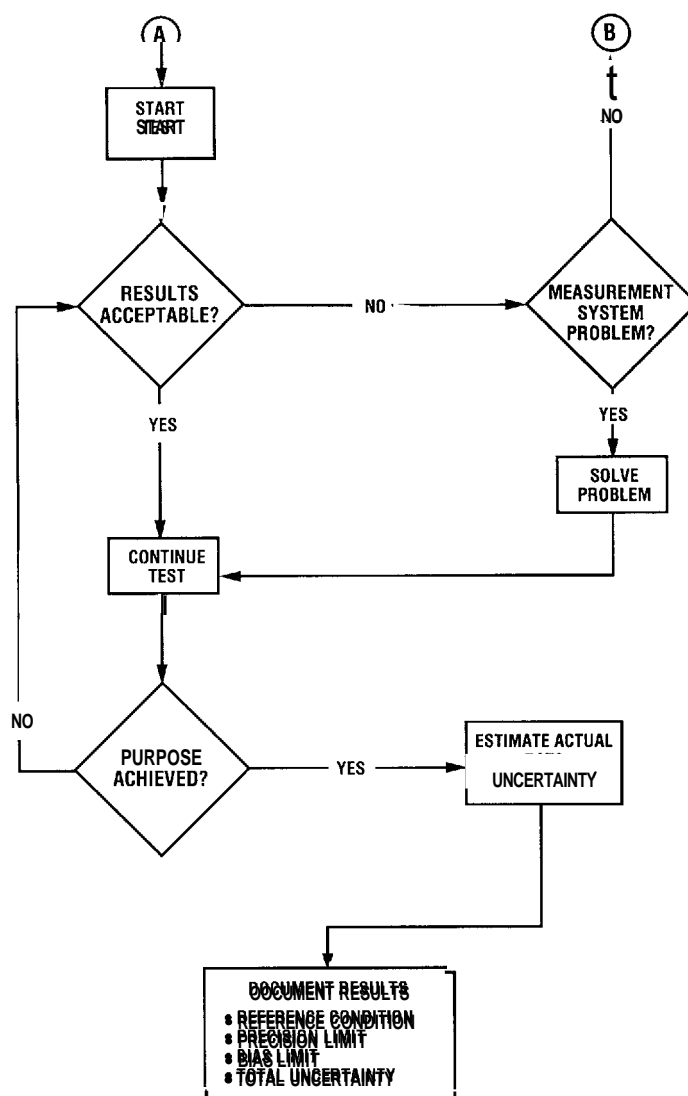 A
B
START
TEST
t
NO
RESULTS
ACCEPTABLE?
NO
MEASUREMENT
SYSTEM
PROBLEM?
YES
YES
SOLVE
PROBLEM
CONTINUE
TEST
NO
PURPOSE
ACHIEVED?
YES
ESTIMATE ACTUAL
UNCERTAINTY
DOCUMENT RESULTS
REFERENCE CONDITION
PRECISION LIMIT
BIAS LIMIT
TOTAL UNCERTAINTY